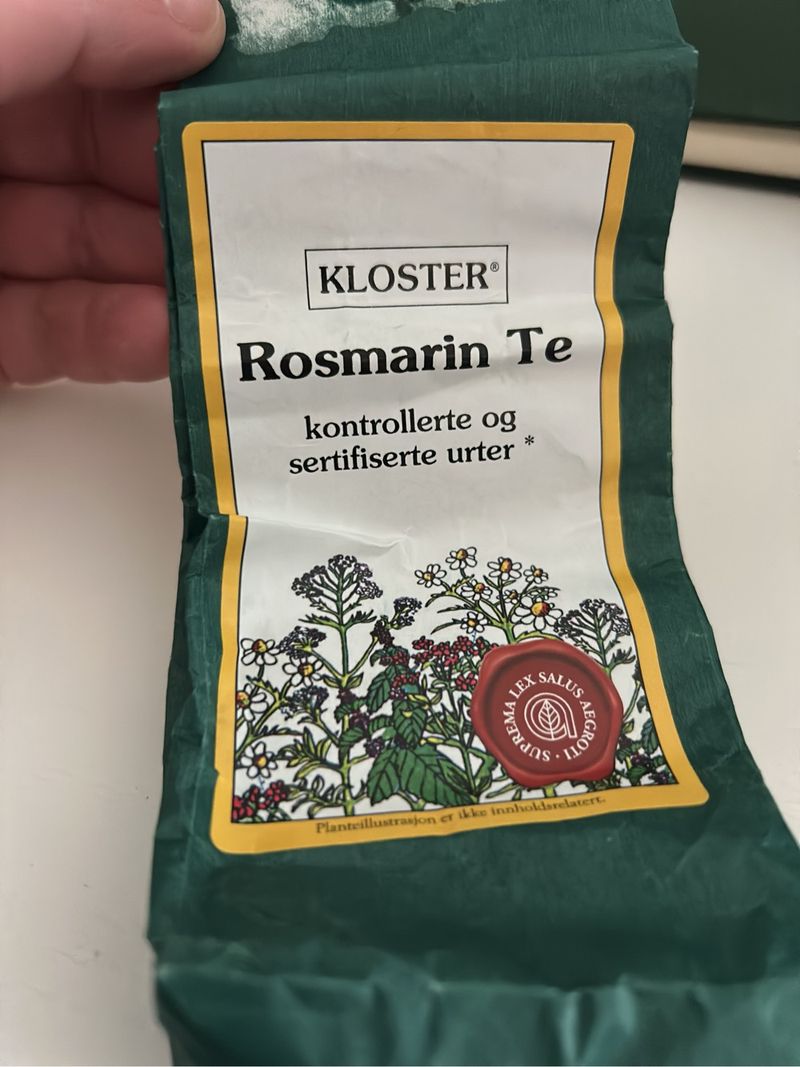 KLOSTER®
Rosmarin Te
kontrollerte og
sertifiserte urter *
SUPREMA LEX SALUS AEGROTI ·
Planteillustrasjon er ikke innholdsrelatert.